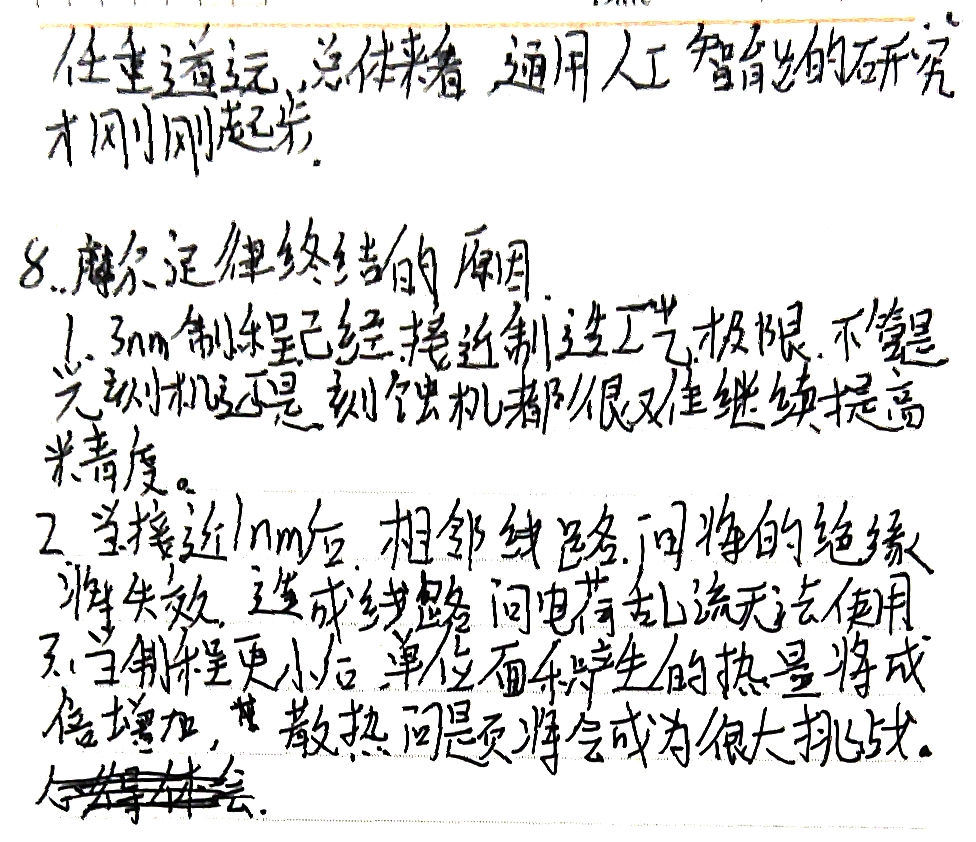 任重道远,总体来看 通用人工智能的研究
才刚刚起步.
8.摩尔定律终结的原因.
1. 3nm制程已经接近制造工艺极限.不管是
光刻机还是刻蚀机都很难继续提高
精度。
2 当接近1nm后.相邻线路间将的绝缘
将失效,造成线路间电荷乱流无法使用
3.当制程更小后单位面积产生的热量将成
倍增加,其散热问题将会成为很大挑战。
心得体会.